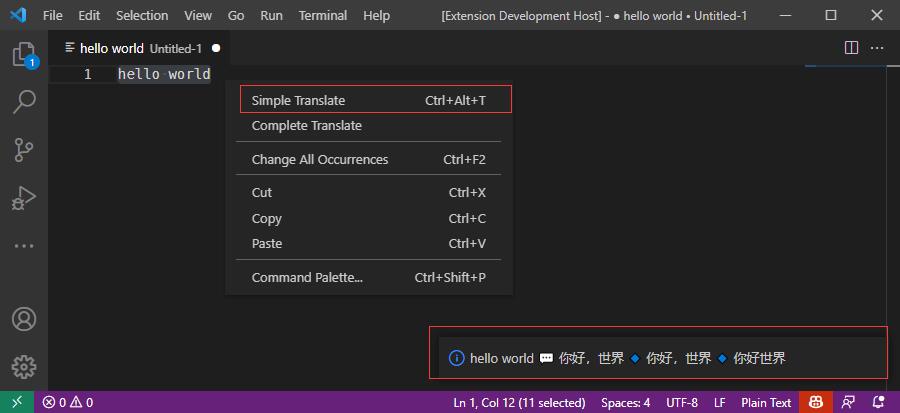 File Edit Selection View Go Run Terminal Help [Extension Development Host] - ● hello world • Untitled-1
hello world Untitled-1 ●
1
1 hello·world
Simple Translate Ctrl+Alt+T
Complete Translate
Change All Occurrences Ctrl+F2
Cut Ctrl+X
Copy Ctrl+C
Paste Ctrl+V
Command Palette... Ctrl+Shift+P
hello world 💬 你好，世界 🔹 你好，世界 🔹 你好世界
0 0 Ln 1, Col 12 (11 selected) Spaces: 4 UTF-8 LF Plain Text